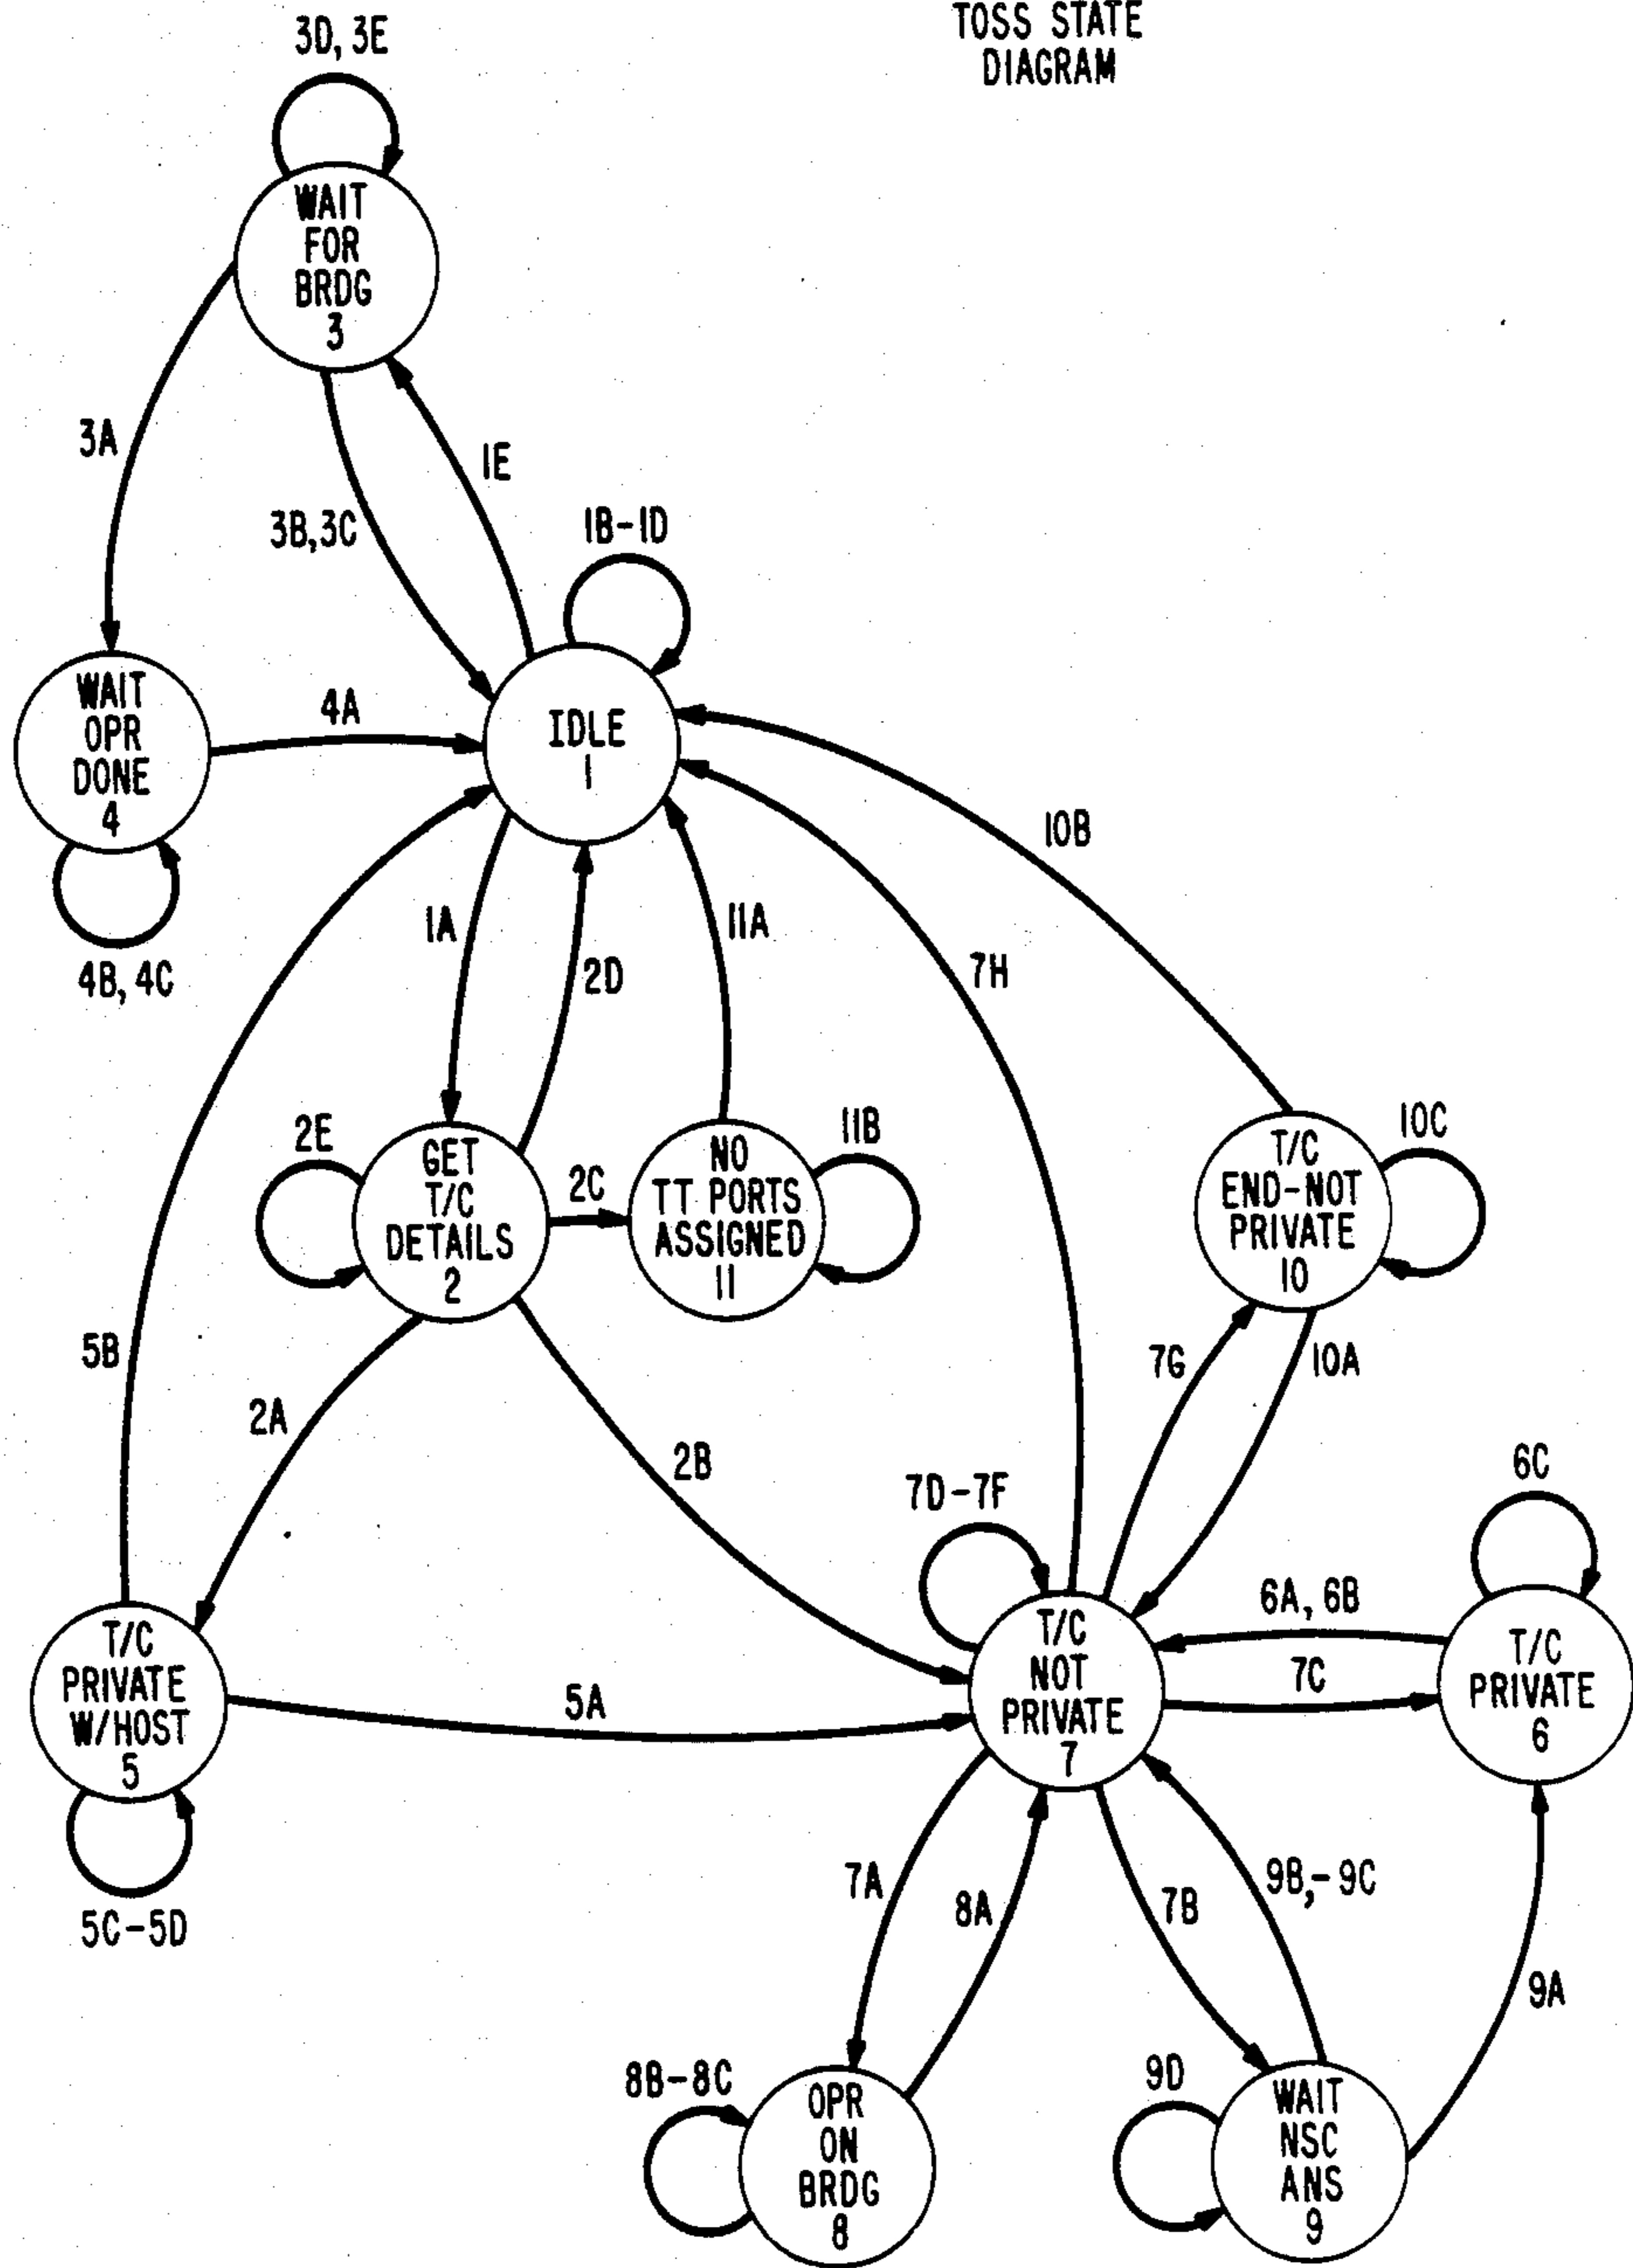 TOSS STATE
DIAGRAM
3D, 3E
WAIT
FOR
BRDG
3
3A
1E
3B,3C
1B-1D
WAIT
OPR
DONE
4
4A
IDLE
1
4B, 4C
10B
1A
2D
11A
7H
2E
GET
T/C
DETAILS
2
2C
NO
TT PORTS
ASSIGNED
11
11B
T/C
END-NOT
PRIVATE
10
10C
5B
2A
2B
7G
10A
7D-7F
6C
T/C
PRIVATE
W/HOST
5
5A
T/C
NOT
PRIVATE
7
6A, 6B
7C
T/C
PRIVATE
6
5C-5D
7A
8A
7B
9B,-9C
9A
8B-8C
OPR
ON
BRDG
8
9D
WAIT
NSC
ANS
9